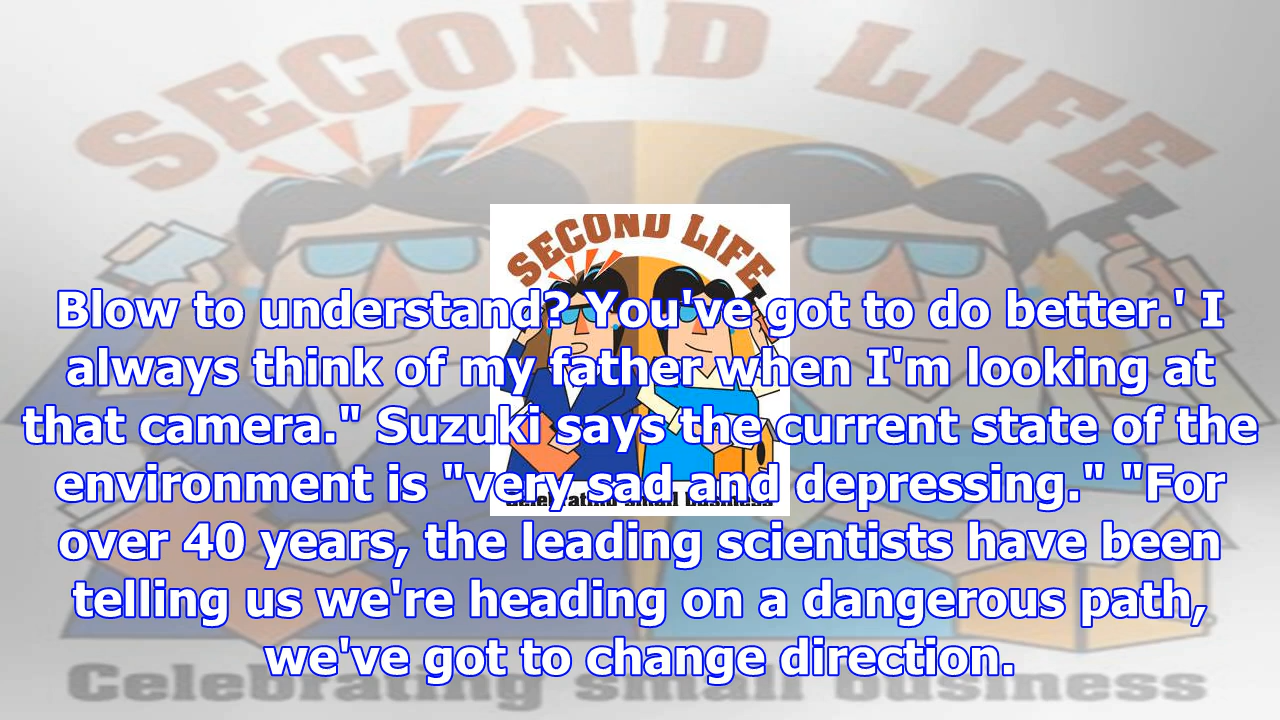 SECOND LIFE
SECOND LIFE
Blow to understand? You've got to do better.' I
always think of my father when I'm looking at
that camera." Suzuki says the current state of the
environment is "very sad and depressing." "For
over 40 years, the leading scientists have been
telling us we're heading on a dangerous path,
we've got to change direction.
Celebrating small business
Celebrating small business